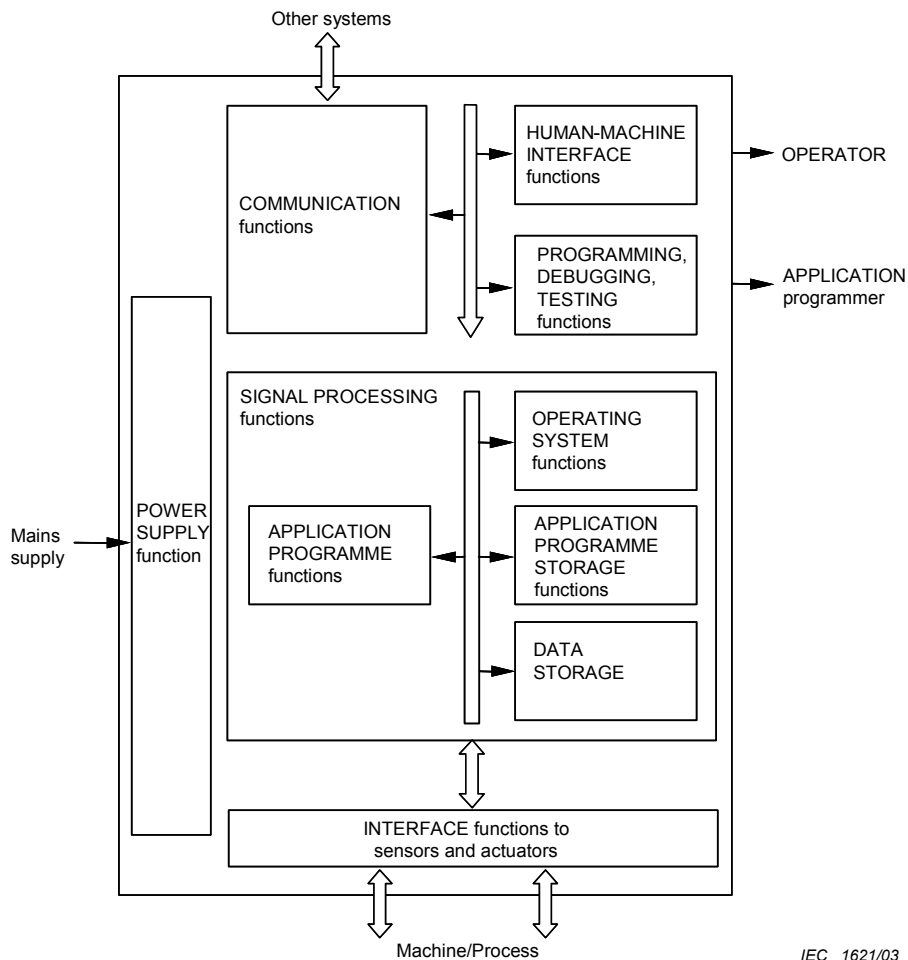 Other systems
COMMUNICATION
functions
HUMAN-MACHINE
INTERFACE
functions
OPERATOR
PROGRAMMING,
DEBUGGING,
TESTING
functions
APPLICATION
programmer
Mains
supply
POWER
SUPPLY
function
SIGNAL PROCESSING
functions
APPLICATION
PROGRAMME
functions
OPERATING
SYSTEM
functions
APPLICATION
PROGRAMME
STORAGE
functions
DATA
STORAGE
INTERFACE functions to
sensors and actuators
Machine/Process
IEC 1621/03